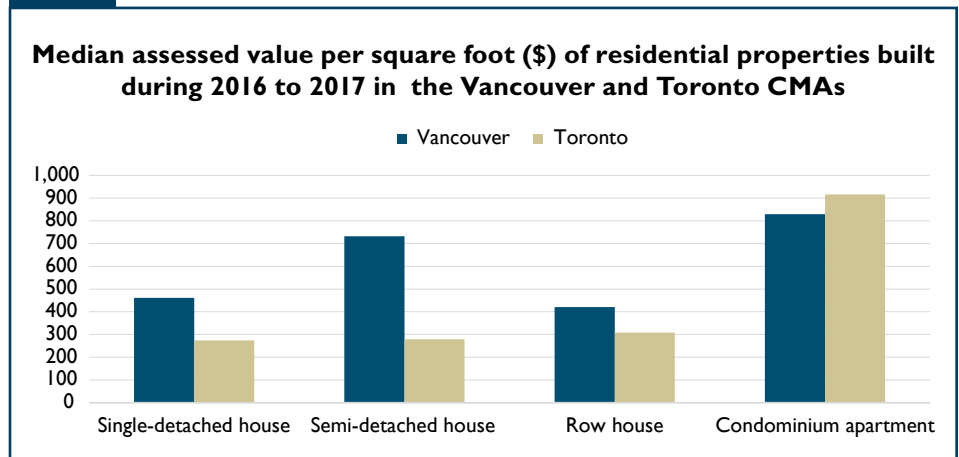 Median assessed value per square foot ($) of residential properties built
during 2016 to 2017 in the Vancouver and Toronto CMAs
Vancouver Toronto
1,000
900
800
700
600
500
400
300
200
100
0
Single-detached house Semi-detached house Row house Condominium apartment